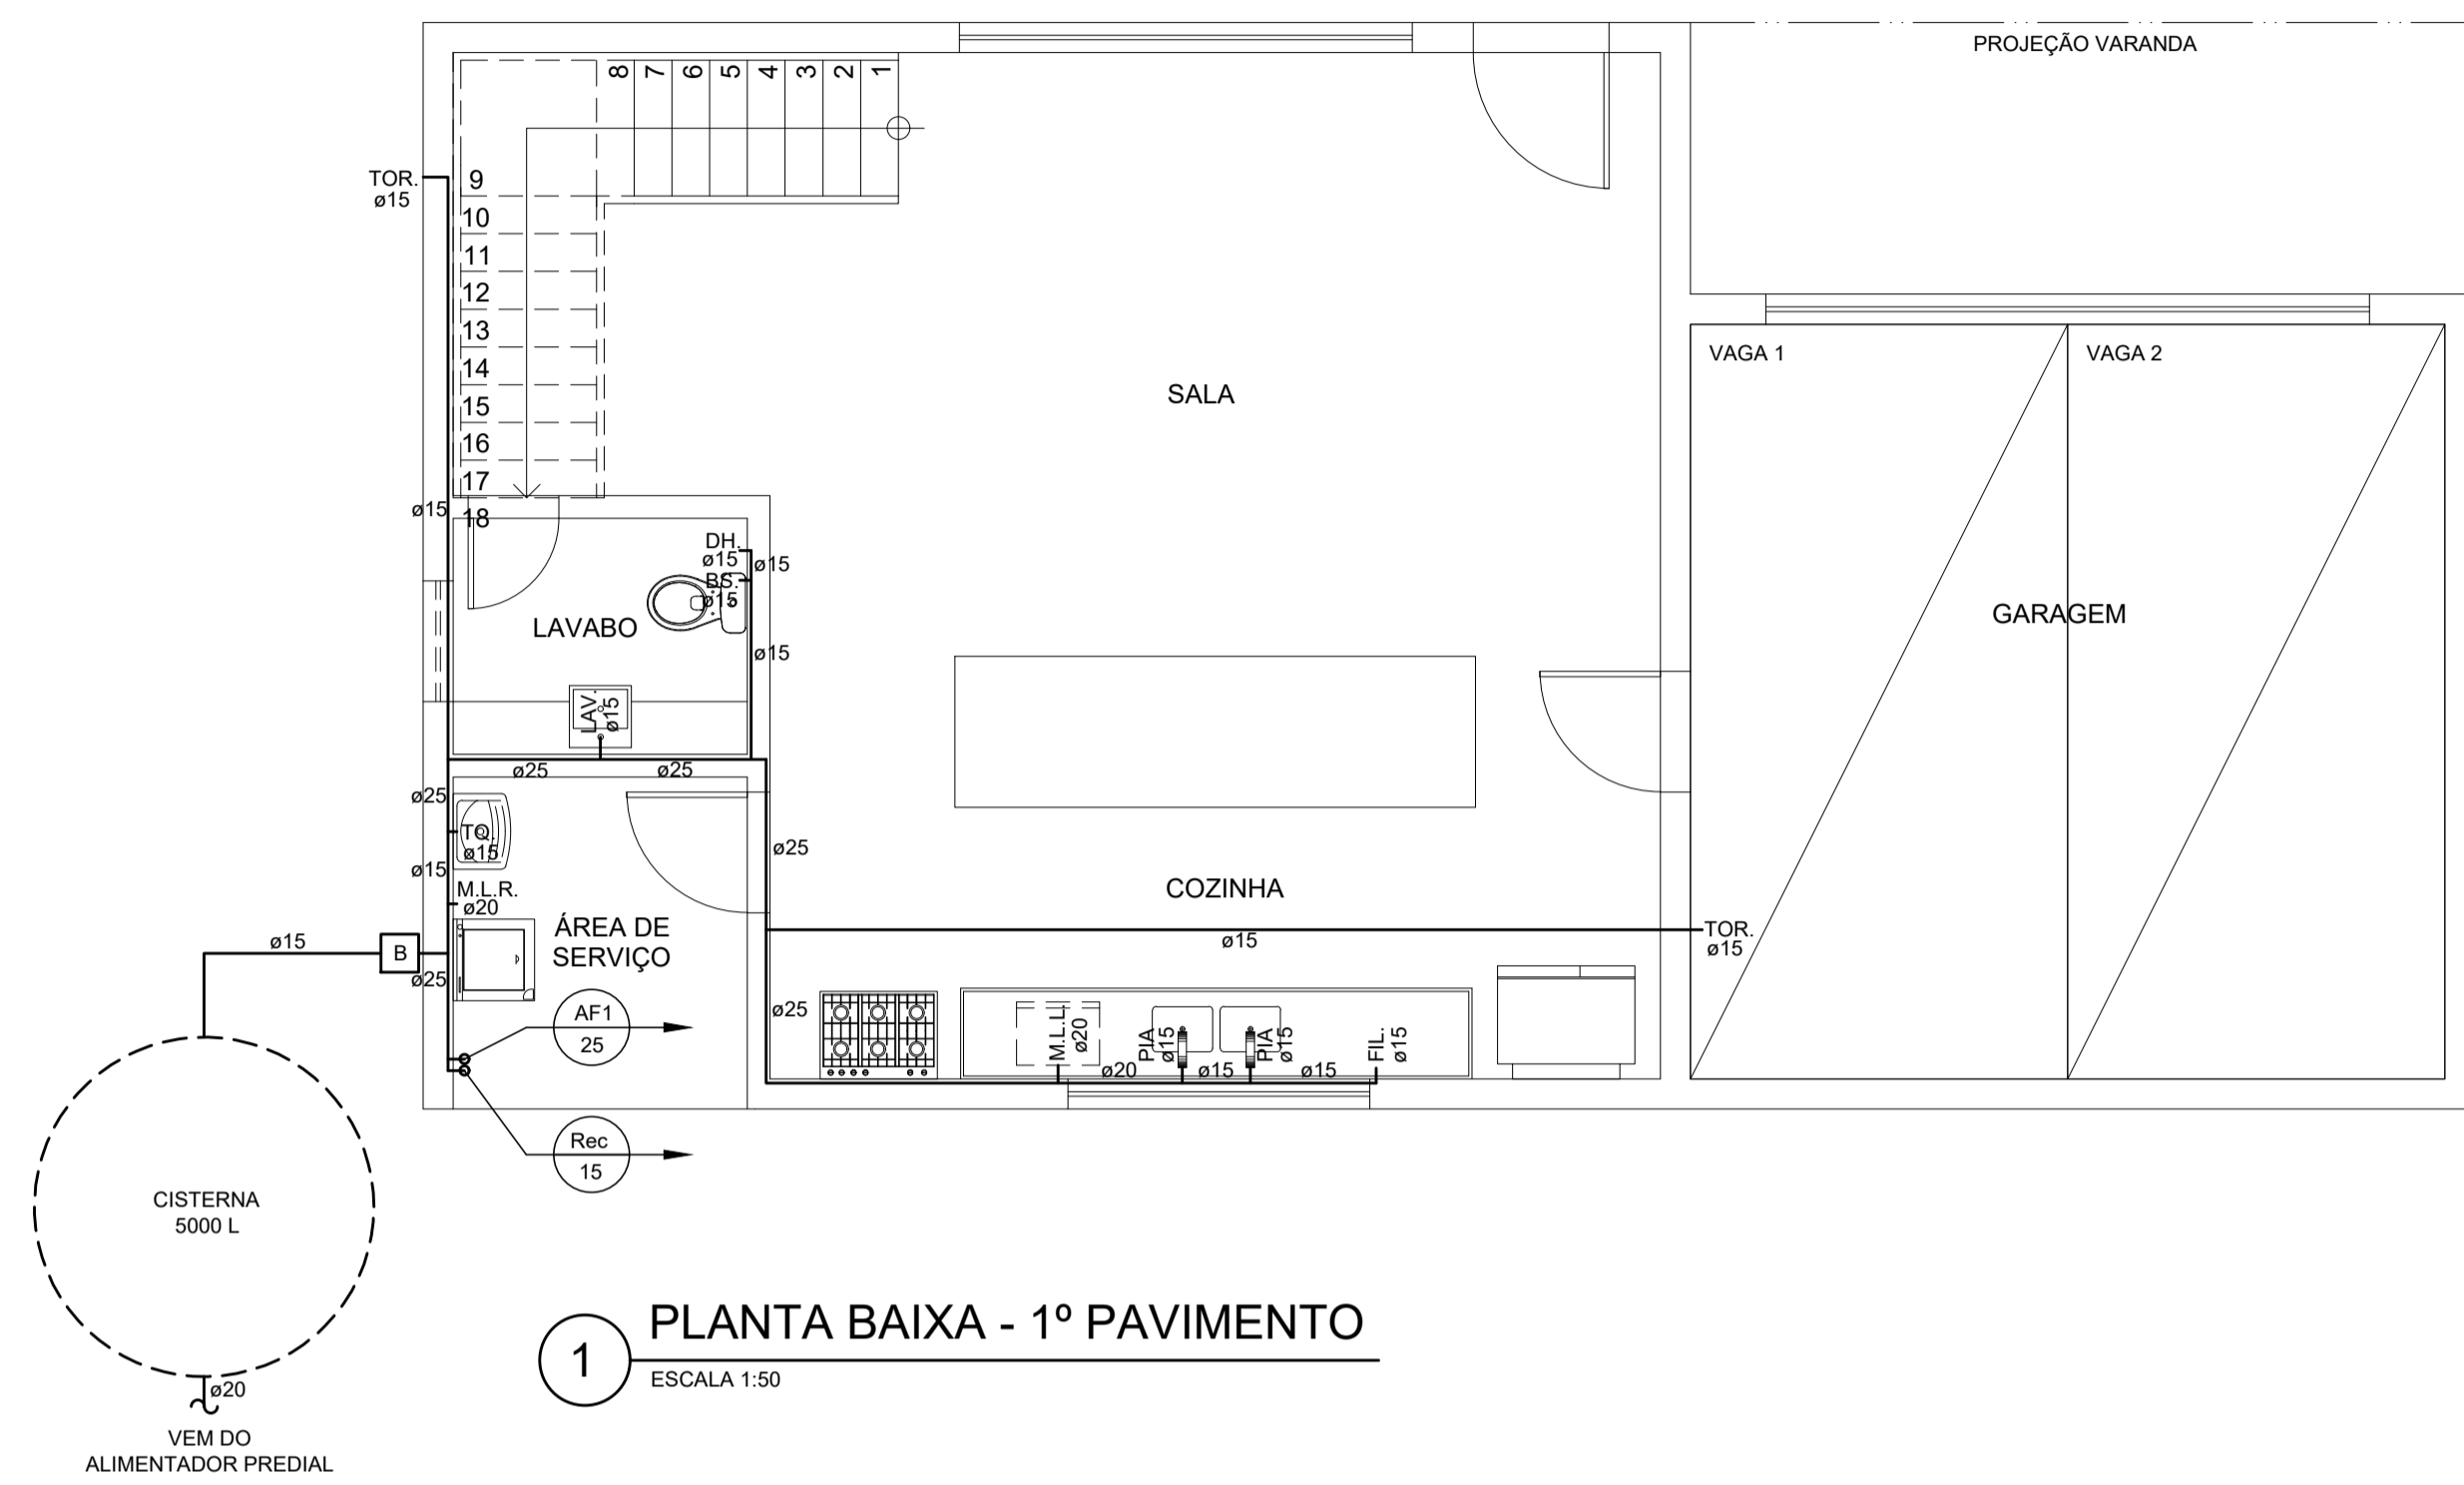 PROJEÇÃO VARANDA
8
7
6
5
4
3
2
1
TOR.
ø15
9
10
11
12
13
14
15
16
17
18
ø15
SALA
VAGA 1
VAGA 2
GARAGEM
DH.
ø15
BS.
ø15
ø15
ø15
LAVABO
LAV.
ø15
ø25
ø25
ø25
TQ.
ø15
ø15
M.L.R.
ø20
ÁREA DE
SERVIÇO
ø25
COZINHA
ø15
TOR.
ø15
ø15
B
ø25
AF1
25
ø25
M.L.L.
ø20
PIA
ø15
PIA
ø15
FIL.
ø15
ø20
ø15
ø15
Rec
15
CISTERNA
5000 L
ø20
VEM DO
ALIMENTADOR PREDIAL
1
PLANTA BAIXA - 1º PAVIMENTO
ESCALA 1:50